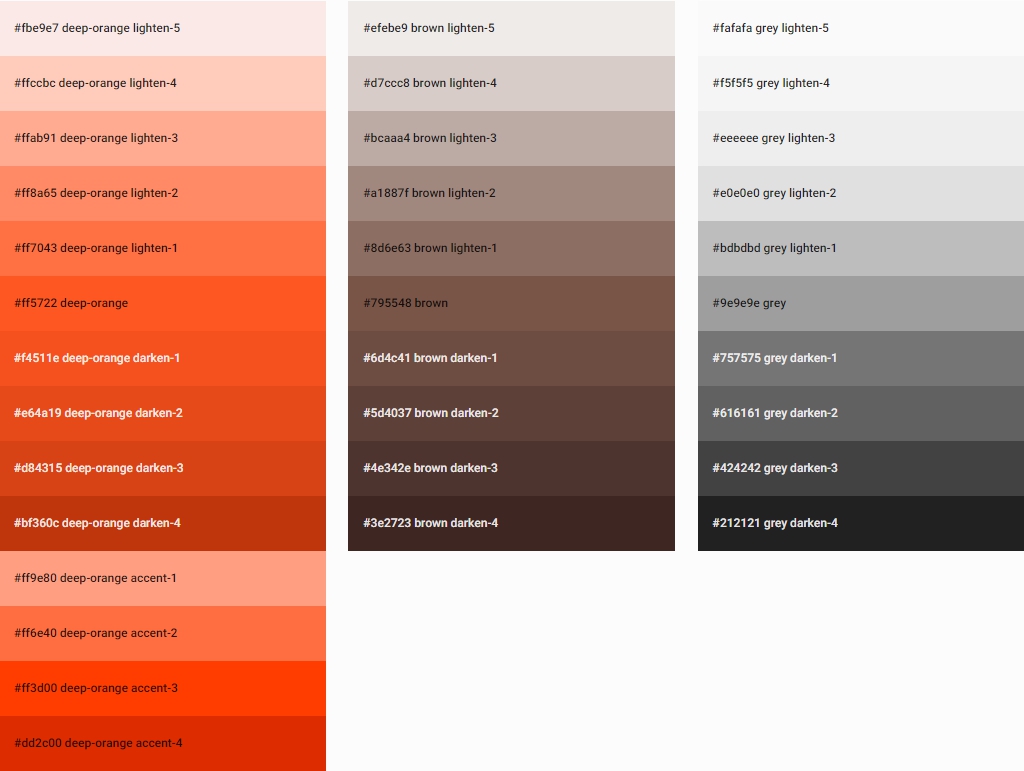 #fbe9e7 deep-orange lighten-5
#ffccbc deep-orange lighten-4
#ffab91 deep-orange lighten-3
#ff8a65 deep-orange lighten-2
#ff7043 deep-orange lighten-1
#ff5722 deep-orange
#f4511e deep-orange darken-1
#e64a19 deep-orange darken-2
#d84315 deep-orange darken-3
#bf360c deep-orange darken-4
#ff9e80 deep-orange accent-1
#ff6e40 deep-orange accent-2
#ff3d00 deep-orange accent-3
#dd2c00 deep-orange accent-4
#efebe9 brown lighten-5
#d7ccc8 brown lighten-4
#bcaaa4 brown lighten-3
#a1887f brown lighten-2
#8d6e63 brown lighten-1
#795548 brown
#6d4c41 brown darken-1
#5d4037 brown darken-2
#4e342e brown darken-3
#3e2723 brown darken-4
#fafafa grey lighten-5
#f5f5f5 grey lighten-4
#eeeeee grey lighten-3
#e0e0e0 grey lighten-2
#bdbdbd grey lighten-1
#9e9e9e grey
#757575 grey darken-1
#616161 grey darken-2
#424242 grey darken-3
#212121 grey darken-4